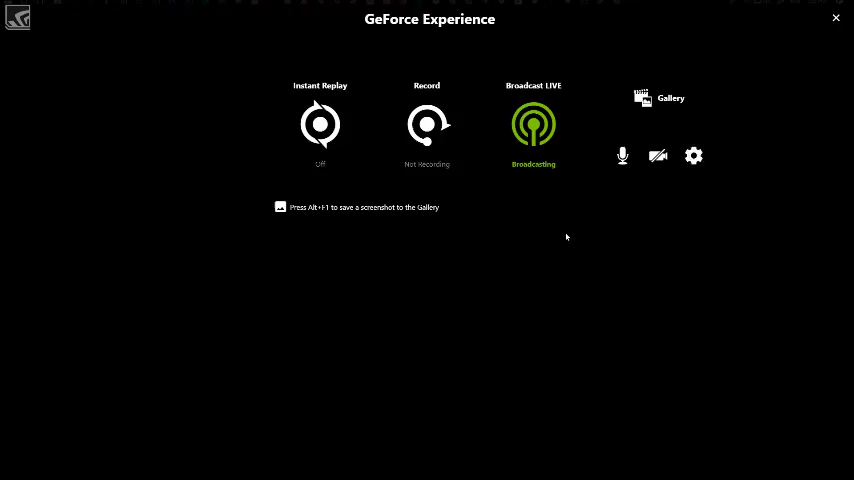 GeForce Experience
Instant Replay
Record
Broadcast LIVE
Gallery
Off
Not Recording
Broadcasting
Press Alt+F1 to save a screenshot to the Gallery